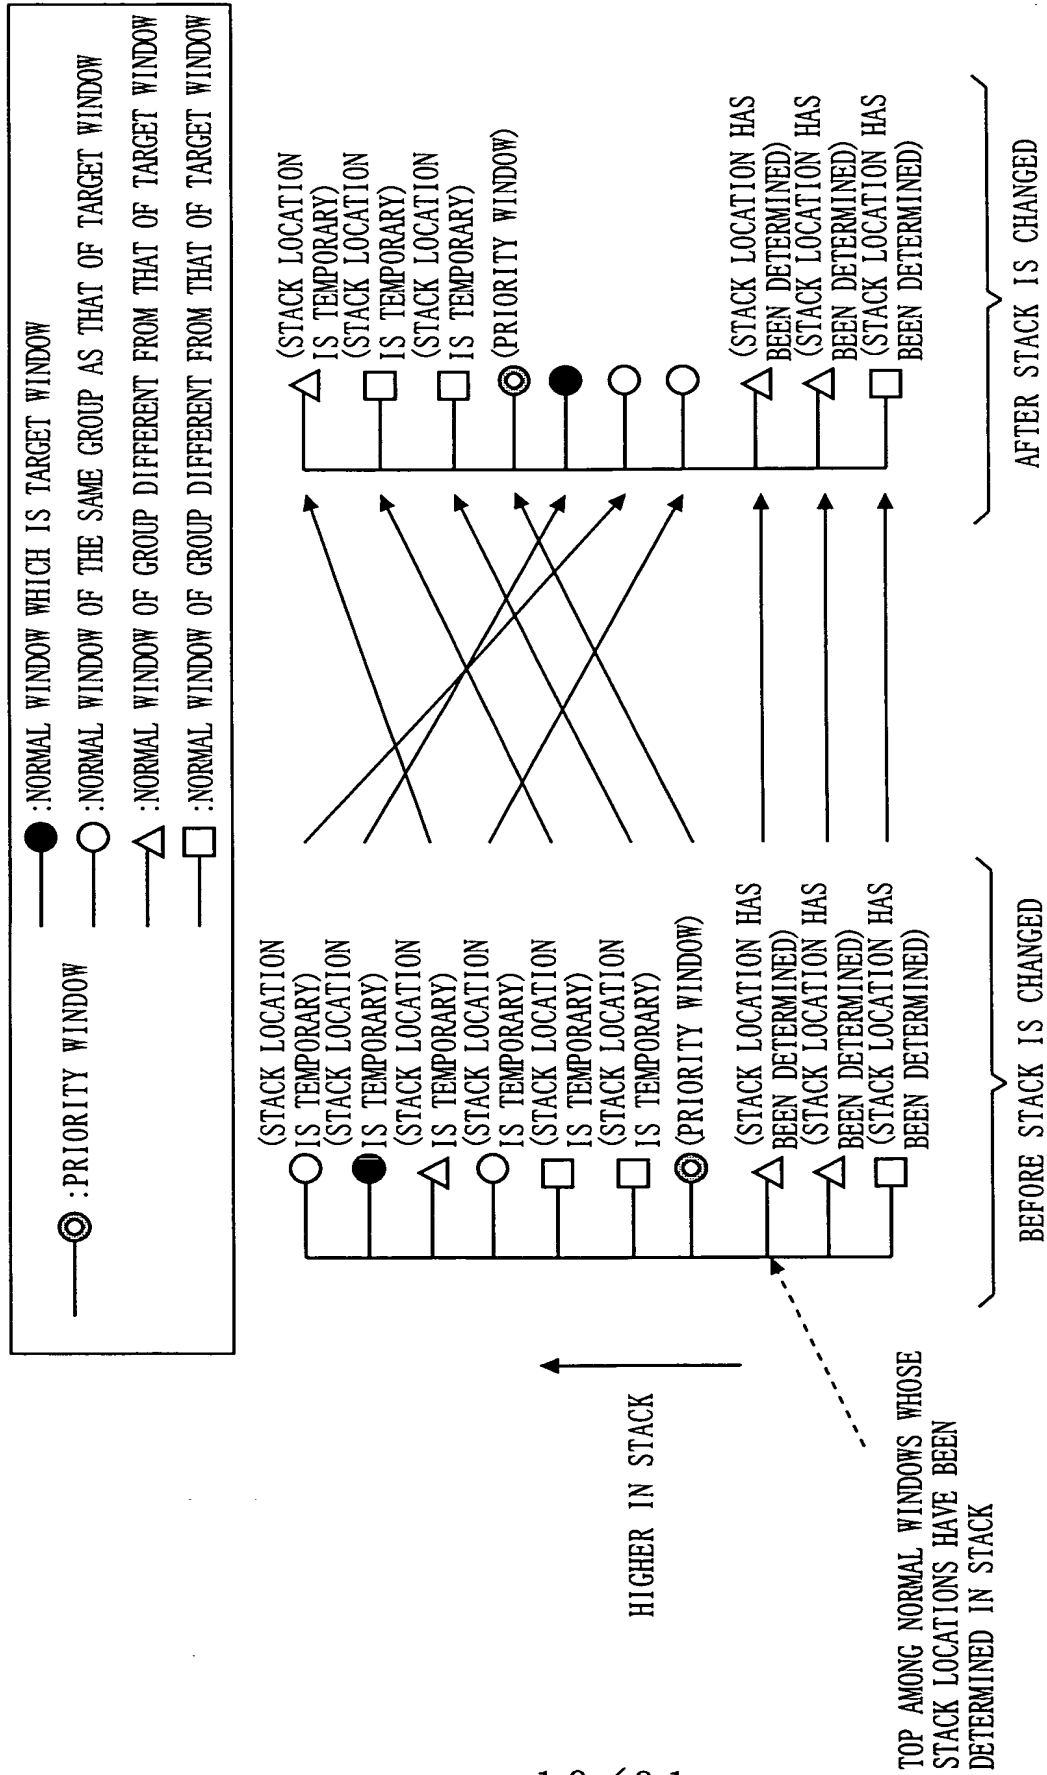 :PRIORITY WINDOW
:NORMAL WINDOW WHICH IS TARGET WINDOW
:NORMAL WINDOW OF THE SAME GROUP AS THAT OF TARGET WINDOW
:NORMAL WINDOW OF GROUP DIFFERENT FROM THAT OF TARGET WINDOW
:NORMAL WINDOW OF GROUP DIFFERENT FROM THAT OF TARGET WINDOW
HIGHER IN STACK
TOP AMONG NORMAL WINDOWS WHOSE
STACK LOCATIONS HAVE BEEN
DETERMINED IN STACK
(STACK LOCATION
IS TEMPORARY)
(STACK LOCATION
IS TEMPORARY)
(STACK LOCATION
IS TEMPORARY)
(STACK LOCATION
IS TEMPORARY)
(STACK LOCATION
IS TEMPORARY)
(STACK LOCATION
IS TEMPORARY)
(PRIORITY WINDOW)
(STACK LOCATION HAS
BEEN DETERMINED)
(STACK LOCATION HAS
BEEN DETERMINED)
(STACK LOCATION HAS
BEEN DETERMINED)
BEFORE STACK IS CHANGED
(STACK LOCATION
IS TEMPORARY)
(STACK LOCATION
IS TEMPORARY)
(STACK LOCATION
IS TEMPORARY)
(PRIORITY WINDOW)
(STACK LOCATION HAS
BEEN DETERMINED)
(STACK LOCATION HAS
BEEN DETERMINED)
(STACK LOCATION HAS
BEEN DETERMINED)
AFTER STACK IS CHANGED